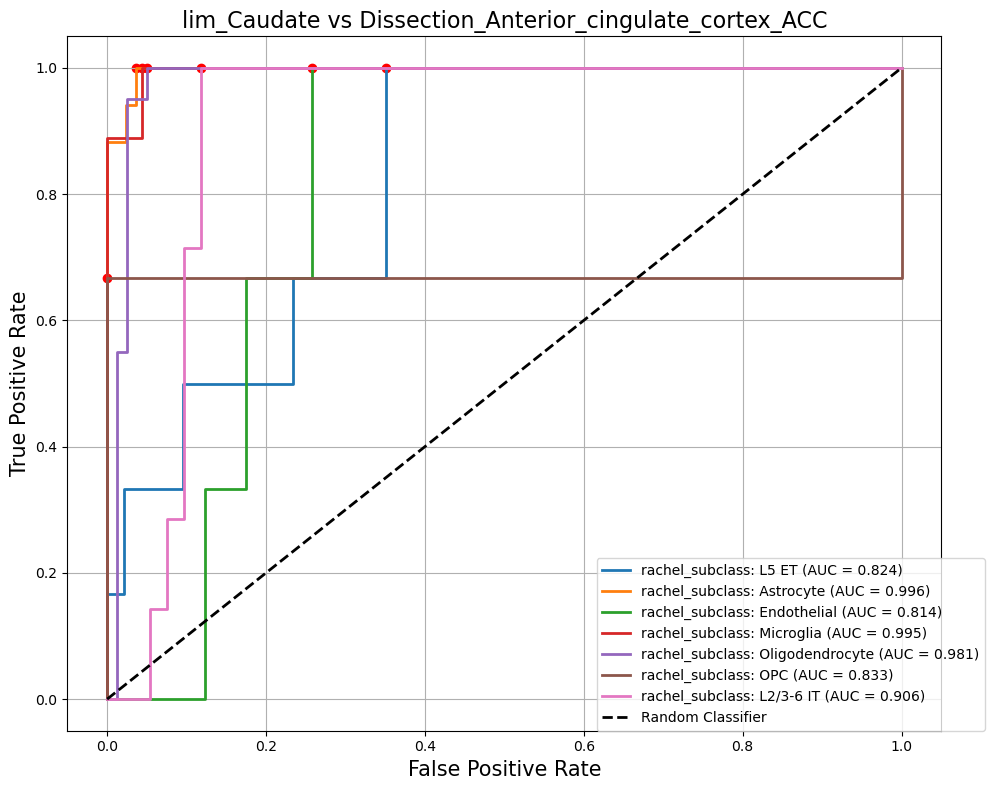 lim_Caudate vs Dissection_Anterior_cingulate_cortex_ACC
True Positive Rate
1.0
0.8
0.6
0.4
0.2
0.0
0.0 0.2 0.4 0.6 0.8 1.0
False Positive Rate
rachel_subclass: L5 ET (AUC = 0.824)
rachel_subclass: Astrocyte (AUC = 0.996)
rachel_subclass: Endothelial (AUC = 0.814)
rachel_subclass: Microglia (AUC = 0.995)
rachel_subclass: Oligodendrocyte (AUC = 0.981)
rachel_subclass: OPC (AUC = 0.833)
rachel_subclass: L2/3-6 IT (AUC = 0.906)
Random Classifier